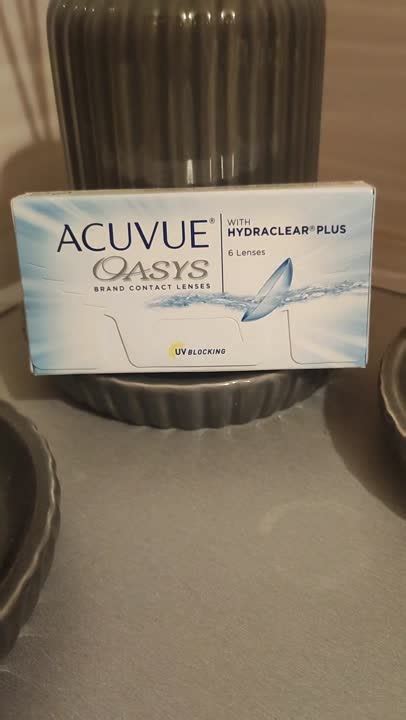 ACUVUE®
OASYS
BRAND CONTACT LENSES
WITH
HYDRACLEAR® PLUS
6 Lenses
UV BLOCKING